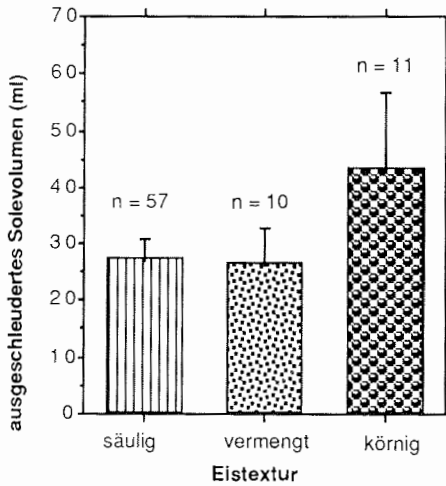 70
60
50
40
30
20
10
0
ausgeschleudertes Solevolumen (ml)
n = 57
n = 10
n = 11
säulig
vermengt
körnig
Eistextur